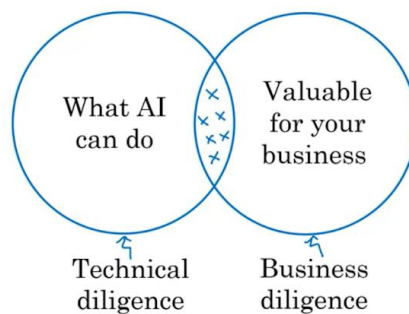 What AI
can do
Valuable
for your
business
Technical
diligence
Business
diligence